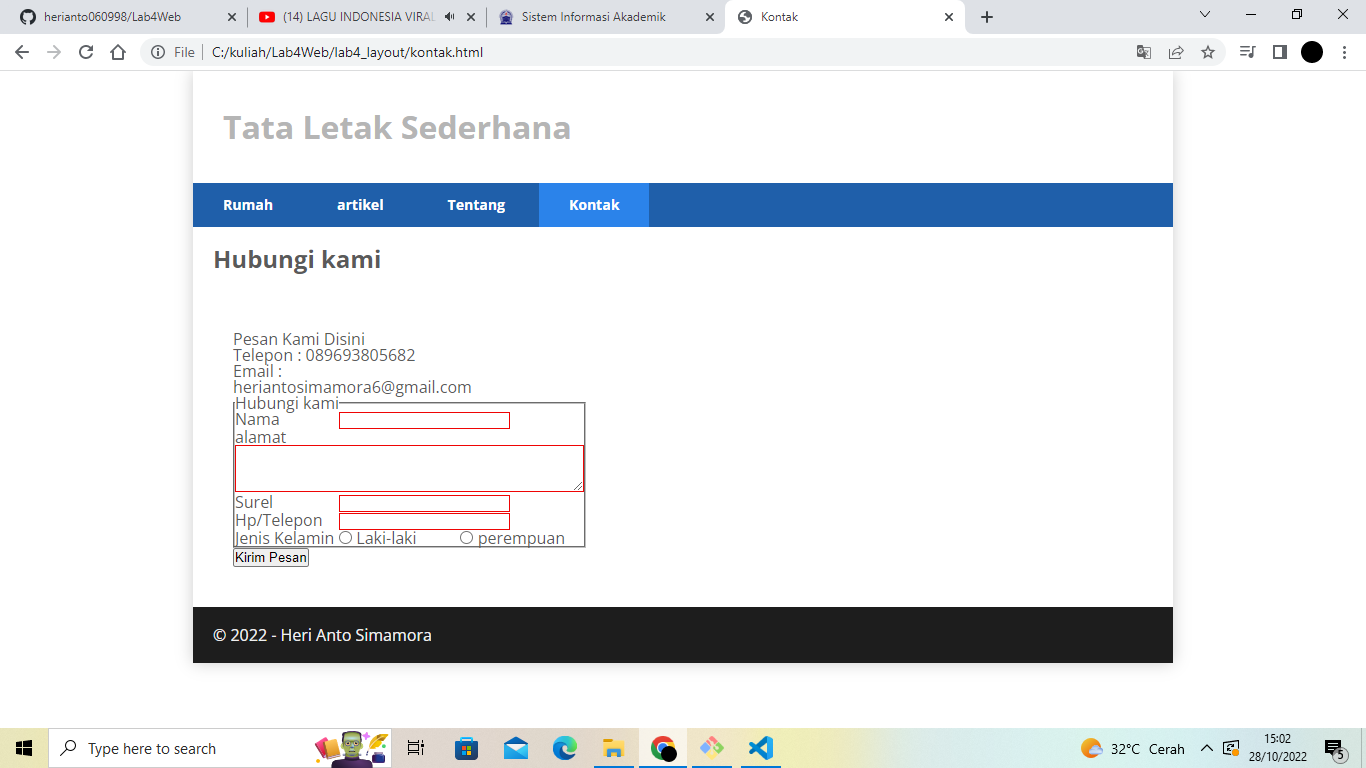 herianto060998/Lab4Web
(14) LAGU INDONESIA VIRAL
Sistem Informasi Akademik
Kontak
File
C:/kuliah/Lab4Web/lab4_layout/kontak.html
Tata Letak Sederhana
Rumah artikel Tentang Kontak
Hubungi kami
Pesan Kami Disini
Telepon : 089693805682
Email :
heriantosimamora6@gmail.com
Hubungi kami
Nama
alamat
Surel
Hp/Telepon
Jenis Kelamin Laki-laki perempuan
Kirim Pesan
© 2022 - Heri Anto Simamora
Type here to search
32°C Cerah
15:02
28/10/2022
5